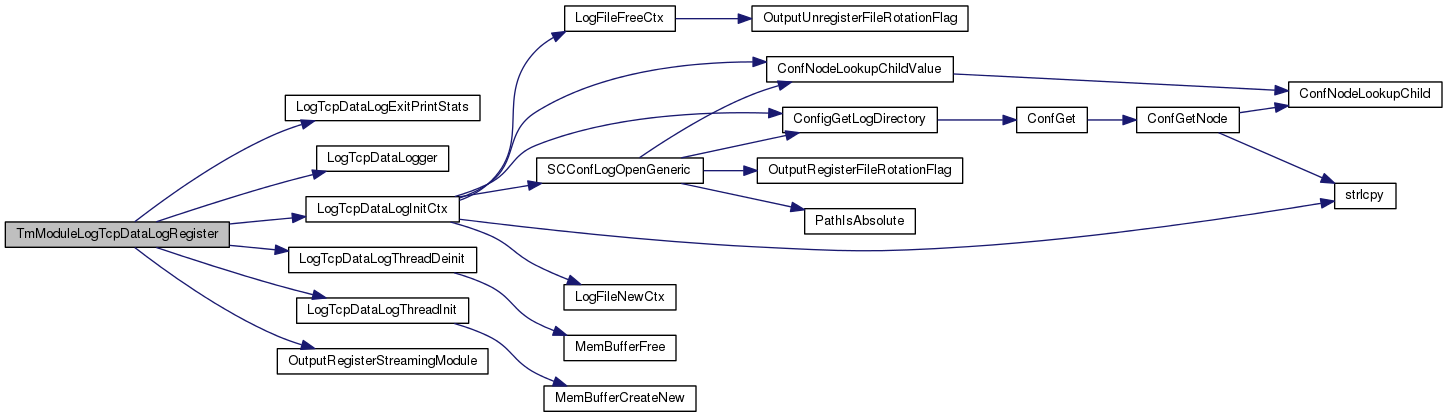 LogFileFreeCtx
OutputUnregisterFileRotationFlag
ConfNodeLookupChildValue
ConfNodeLookupChild
LogTcpDataLogExitPrintStats
ConfigGetLogDirectory
ConfGet
ConfGetNode
LogTcpDataLogger
SCConfLogOpenGeneric
OutputRegisterFileRotationFlag
strlcpy
LogTcpDataLogInitCtx
PathIsAbsolute
TmModuleLogTcpDataLogRegister
LogTcpDataLogThreadDeinit
LogFileNewCtx
LogTcpDataLogThreadInit
MemBufferFree
OutputRegisterStreamingModule
MemBufferCreateNew